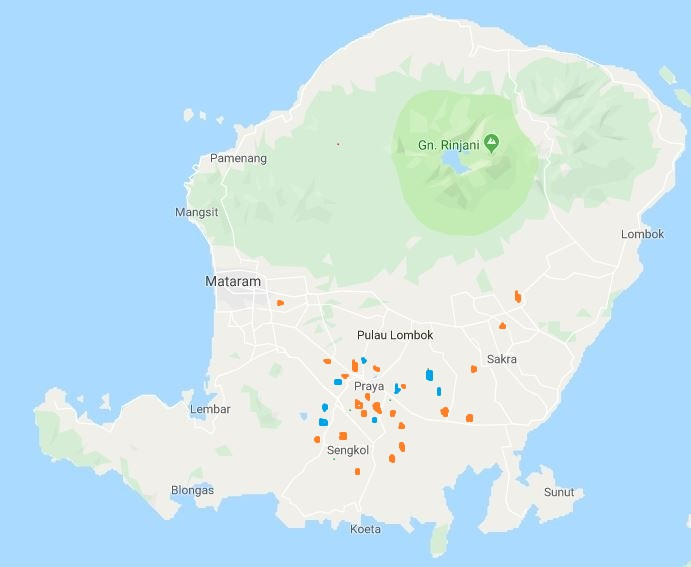 Gn. Rinjani
Pamenang
Mangsit
Lombok
Mataram
Pulau Lombok
Sakra
Praya
Lembar
Sengkol
Blongas
Sunut
Koeta